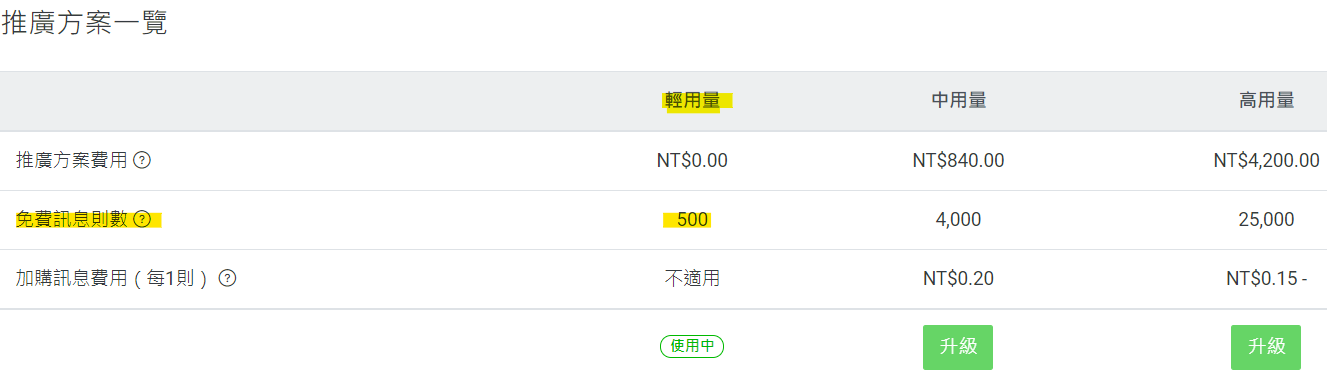 推廣方案一覽
輕用量 中用量 高用量
推廣方案費用 ? NT$0.00 NT$840.00 NT$4,200.00
免費訊息則數 ? 500 4,000 25,000
加購訊息費用（每1則） ? 不適用 NT$0.20 NT$0.15 -
使用中 升級 升級